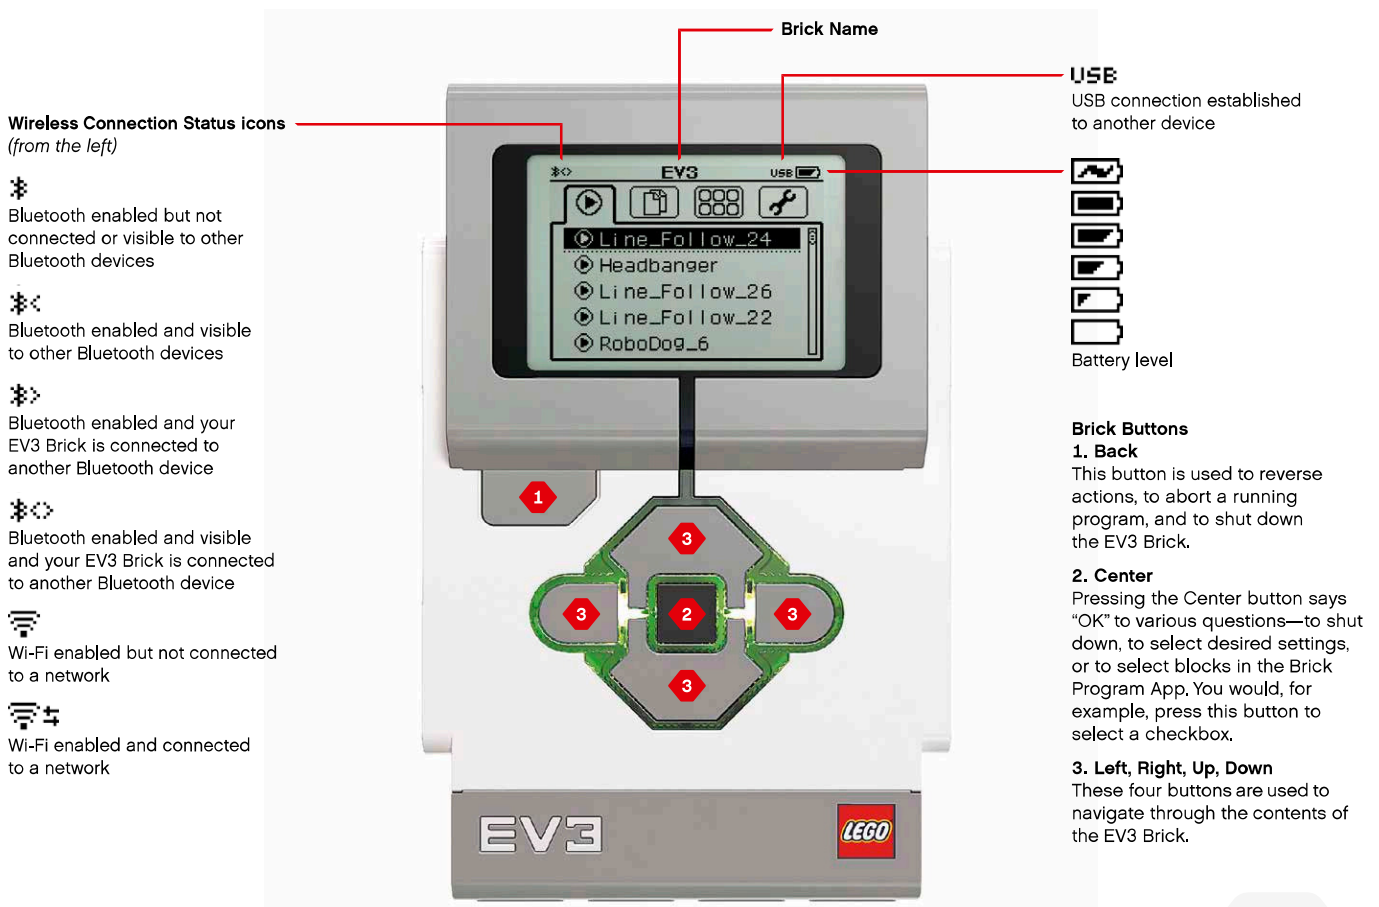 Brick Name
Wireless Connection Status icons
(from the left)
Bluetooth enabled but not
connected or visible to other
Bluetooth devices
Bluetooth enabled and visible
to other Bluetooth devices
Bluetooth enabled and your
EV3 Brick is connected to
another Bluetooth device
Bluetooth enabled and visible
and your EV3 Brick is connected
to another Bluetooth device
Wi-Fi enabled but not connected
to a network
Wi-Fi enabled and connected
to a network
EV3 USB
Line_Follow_24
Headbanger
Line_Follow_26
Line_Follow_22
RoboDog_6
1
3
3 2 3
3
EV3 LEGO
USB
USB connection established
to another device
Battery level
Brick Buttons
1. Back
This button is used to reverse
actions, to abort a running
program, and to shut down
the EV3 Brick.
2. Center
Pressing the Center button says
“OK” to various questions—to shut
down, to select desired settings,
or to select blocks in the Brick
Program App. You would, for
example, press this button to
select a checkbox.
3. Left, Right, Up, Down
These four buttons are used to
navigate through the contents of
the EV3 Brick.